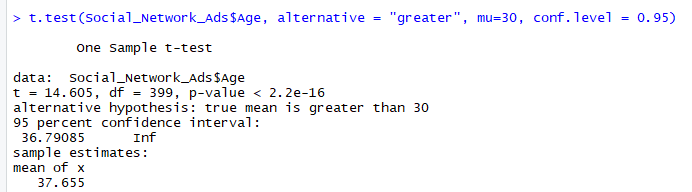 > t.test(Social_Network_Ads$Age, alternative = "greater", mu=30, conf.level = 0.95)
One Sample t-test
data:  Social_Network_Ads$Age
t = 14.605, df = 399, p-value < 2.2e-16
alternative hypothesis: true mean is greater than 30
95 percent confidence interval:
36.79085      Inf
sample estimates:
mean of x
37.655